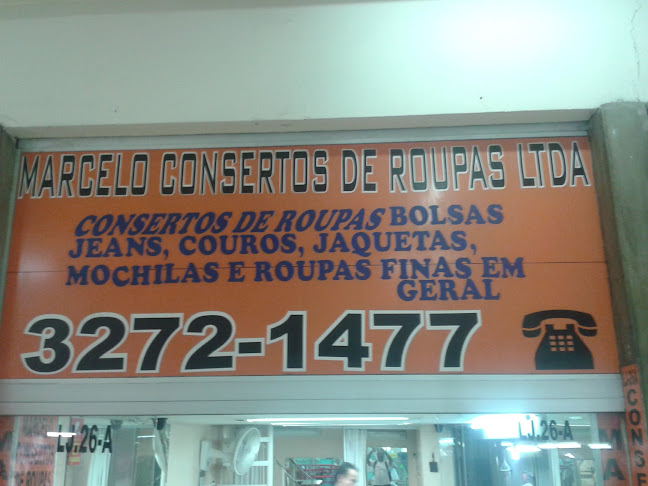 MARCELO CONSERTOS DE ROUPAS LTDA
CONSERTOS DE ROUPAS BOLSAS
JEANS, COUROS, JAQUETAS,
MOCHILAS E ROUPAS FINAS EM
GERAL
3272-1477
LJ.26-A
LJ.26-A